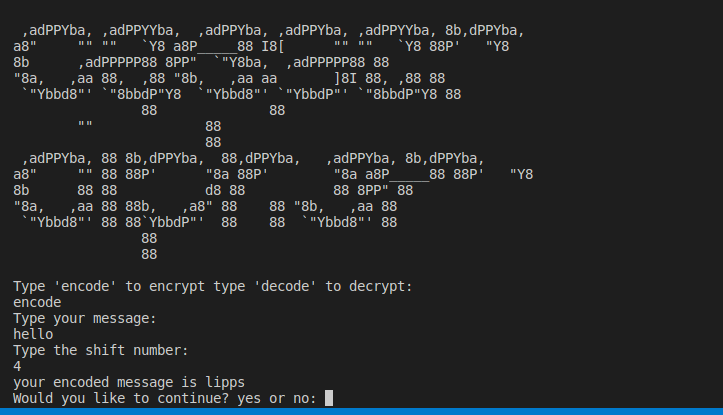 ,adPPYba, ,adPPYYba,  ,adPPYba, ,adPPYba, ,adPPYYba, 8b,dPPYba,
a8"     "" ""   `Y8 a8P_____88 I8[      "" ""   `Y8 88P'   "Y8
8b      ,adPPPPP88 8PP"  `"Y8ba,  ,adPPPPP88 88
"8a,   ,aa 88,  ,88 "8b,   ,aa aa       ]8I 88, ,88 88
 `"Ybbd8"' `"8bbdP"Y8  `"Ybbd8"' `"YbbdP"' `"8bbdP"Y8 88
                88              88
        ""              88
                        88
 ,adPPYba, 88 8b,dPPYba,  88,dPPYba,   ,adPPYba, 8b,dPPYba,
a8"     "" 88 88P'      "8a 88P'        "8a a8P_____88 88P'   "Y8
8b      88 88           d8 88           88 8PP" 88
"8a,   ,aa 88 88b,   ,a8" 88    88 "8b,   ,aa 88
 `"Ybbd8"' 88 88`YbbdP"'  88    88  `"Ybbd8"' 88
                88
                88
Type 'encode' to encrypt type 'decode' to decrypt:
encode
Type your message:
hello
Type the shift number:
4
your encoded message is lipps
Would you like to continue? yes or no: